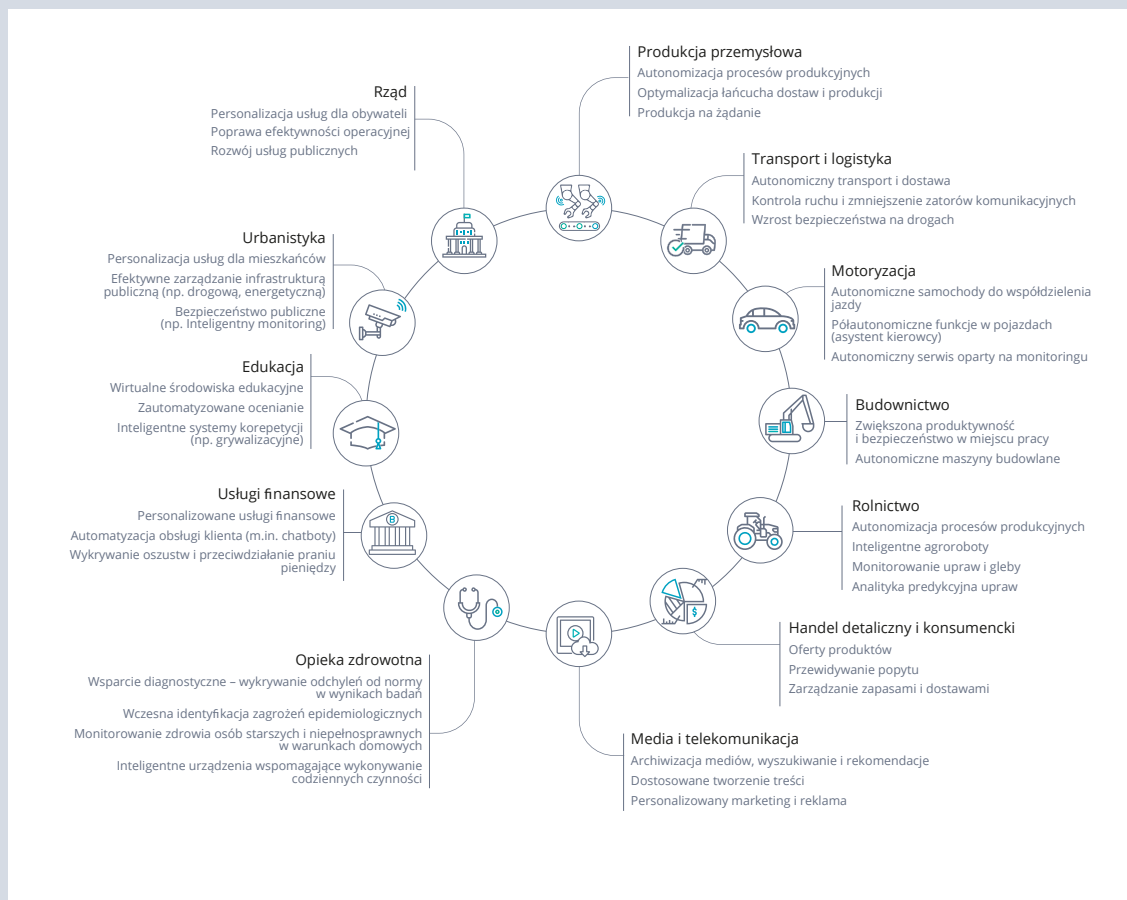 Produkcja przemysłowa
Autonomizacja procesów produkcyjnych
Optymalizacja łańcucha dostaw i produkcji
Produkcja na żądanie
Transport i logistyka
Autonomiczny transport i dostawa
Kontrola ruchu i zmniejszenie zatorów komunikacyjnych
Wzrost bezpieczeństwa na drogach
Motoryzacja
Autonomiczne samochody do współdzielenia
jazdy
Półautonomiczne funkcje w pojazdach
(asystent kierowcy)
Autonomiczny serwis oparty na monitoringu
Budownictwo
Zwiększona produktywność
i bezpieczeństwo w miejscu pracy
Autonomiczne maszyny budowlane
Rolnictwo
Autonomizacja procesów produkcyjnych
Inteligentne agroroboty
Monitorowanie upraw i gleby
Analityka predykcyjna upraw
Handel detaliczny i konsumencki
Oferty produktów
Przewidywanie popytu
Zarządzanie zapasami i dostawami
$
Media i telekomunikacja
Archiwizacja mediów, wyszukiwanie i rekomendacje
Dostosowane tworzenie treści
Personalizowany marketing i reklama
Opieka zdrowotna
Wsparcie diagnostyczne – wykrywanie odchyleń od normy
w wynikach badań
Wczesna identyfikacja zagrożeń epidemiologicznych
Monitorowanie zdrowia osób starszych i niepełnosprawnych
w warunkach domowych
Inteligentne urządzenia wspomagające wykonywanie
codziennych czynności
Usługi finansowe
Personalizowane usługi finansowe
Automatyzacja obsługi klienta (m.in. chatboty)
Wykrywanie oszustw i przeciwdziałanie praniu
pieniędzy
B
Edukacja
Wirtualne środowiska edukacyjne
Zautomatyzowane ocenianie
Inteligentne systemy korepetycji
(np. grywalizacyjne)
Urbanistyka
Personalizacja usług dla mieszkańców
Efektywne zarządzanie infrastrukturą
publiczną (np. drogową, energetyczną)
Bezpieczeństwo publiczne
(np. Inteligentny monitoring)
Rząd
Personalizacja usług dla obywateli
Poprawa efektywności operacyjnej
Rozwój usług publicznych